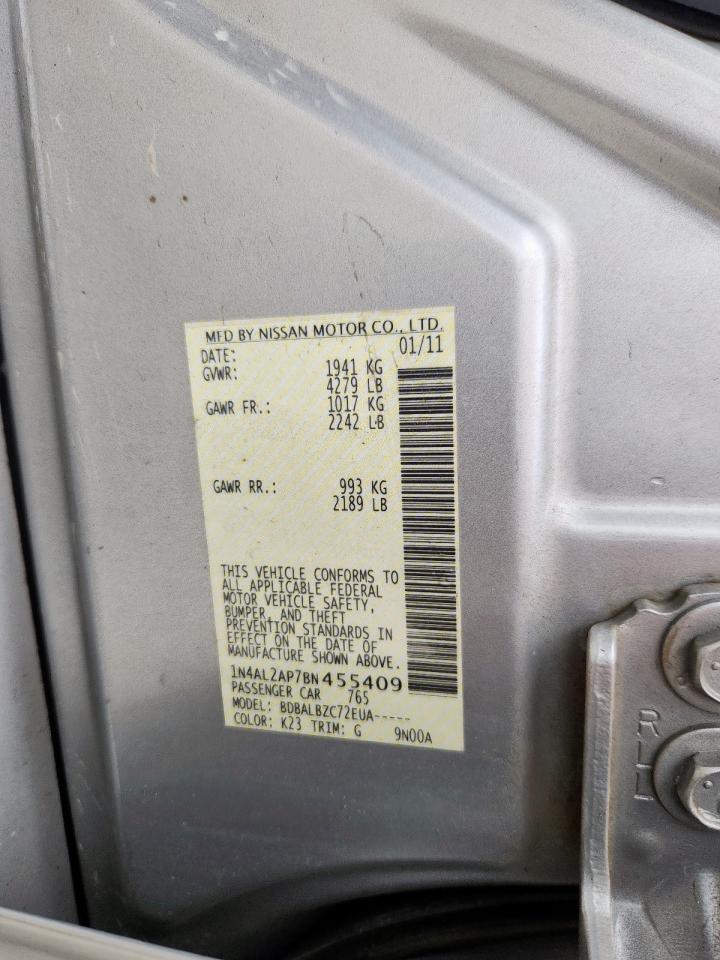 MFD BY NISSAN MOTOR CO., LTD.
DATE: 01/11
GVWR: 1941 KG
4279 LB
GAWR FR.: 1017 KG
2242 LB
GAWR RR.: 993 KG
2189 LB
THIS VEHICLE CONFORMS TO
ALL APPLICABLE FEDERAL
MOTOR VEHICLE SAFETY,
BUMPER, AND THEFT
PREVENTION STANDARDS IN
EFFECT ON THE DATE OF
MANUFACTURE SHOWN ABOVE.
1N4AL2AP7BN455409
PASSENGER CAR 765
MODEL: BDBALBZC72EUA-----
COLOR: K23 TRIM: G 9N00A